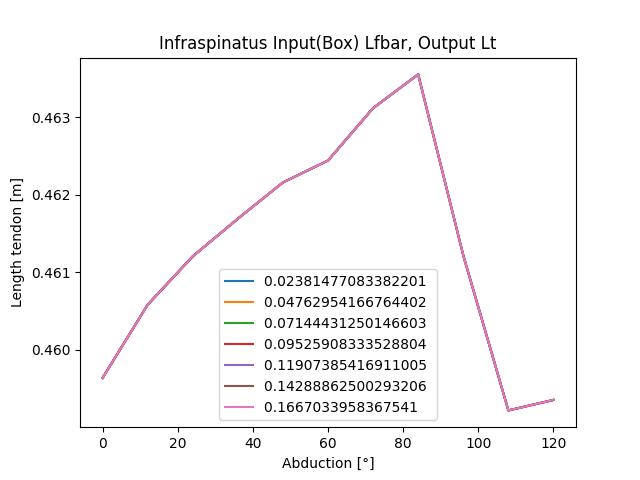 Infraspinatus Input(Box) Lfbar, Output Lt
Length tendon [m]
0.463
0.462
0.461
0.460
0.02381477083382201
0.04762954166764402
0.07144431250146603
0.09525908333528804
0.11907385416911005
0.14288862500293206
0.1667033958367541
0 20 40 60 80 100 120
Abduction [°]